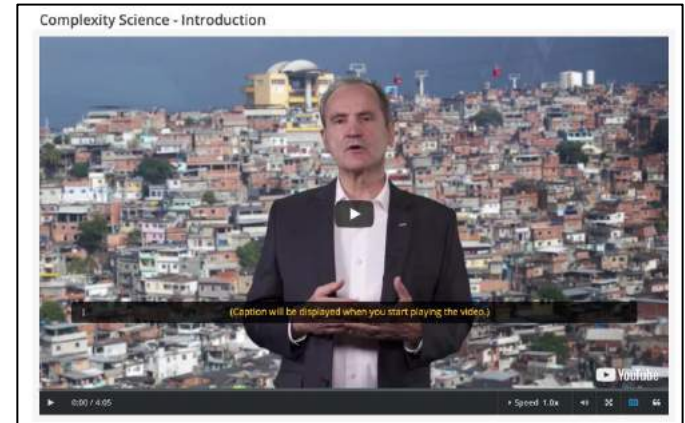 Complexity Science - Introduction
(Caption will be displayed when you start playing the video.)
YouTube
0:00 / 4:05
Speed 1.0x